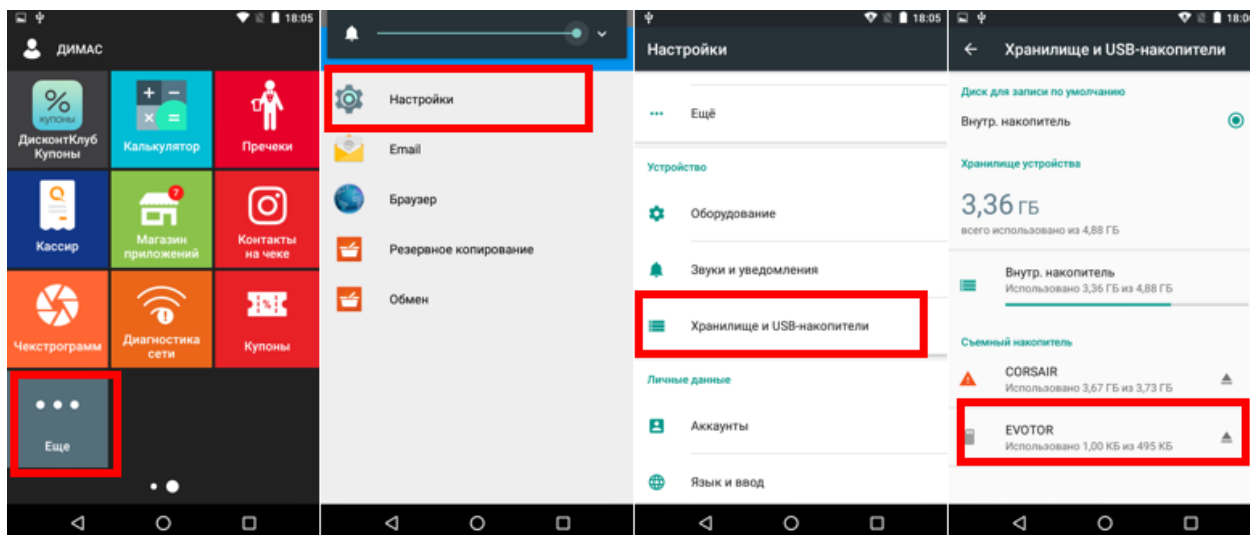 18:05
ДИМАС
%
купоны
ДисконтКлуб
Купоны
Калькулятор
Пречеки
Кассир
7
Магазин
приложений
Контакты
на чеке
Чекстрограмм
Диагностика
сети
Купоны
Еще
Настройки
Email
Браузер
Резервное копирование
Обмен
18:05
Настройки
Ещё
Устройство
Оборудование
Звуки и уведомления
Хранилище и USB-накопители
Личные данные
Аккаунты
Язык и ввод
Хранилище и USB-накопители
Диск для записи по умолчанию
Внутр. накопитель
Хранилище устройства
3,36 ГБ
всего использовано из 4,88 ГБ
Внутр. накопитель
Использовано 3,36 ГБ из 4,88 ГБ
Съемный накопитель
CORSAIR
Использовано 3,67 ГБ из 3,73 ГБ
EVOTOR
Использовано 1,00 КБ из 495 КБ